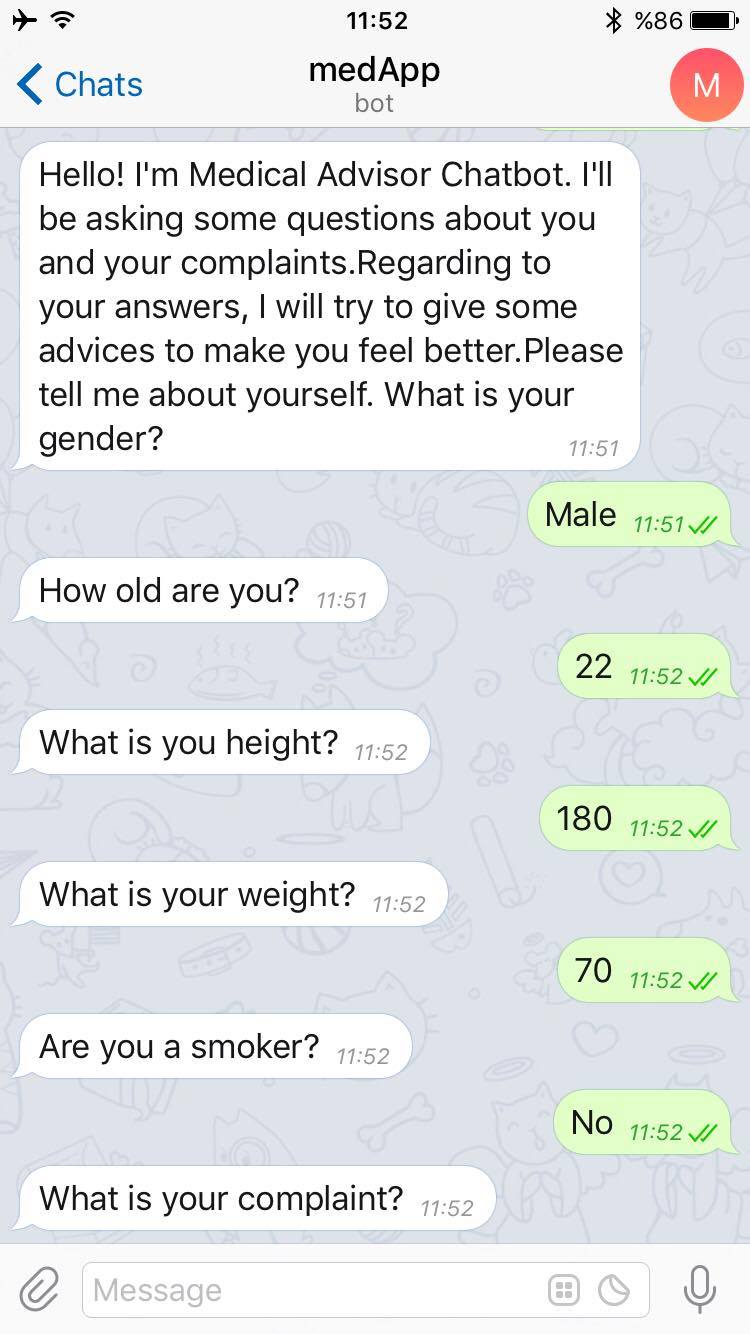 11:52
%86
Chats
medApp
M
bot
Hello! I'm Medical Advisor Chatbot. I'll
be asking some questions about you
and your complaints.Regarding to
your answers, I will try to give some
advices to make you feel better.Please
tell me about yourself. What is your
gender?
11:51
Male 11:51
How old are you? 11:51
22 11:52
What is you height? 11:52
180 11:52
What is your weight? 11:52
70 11:52
Are you a smoker? 11:52
No 11:52
What is your complaint? 11:52
Message